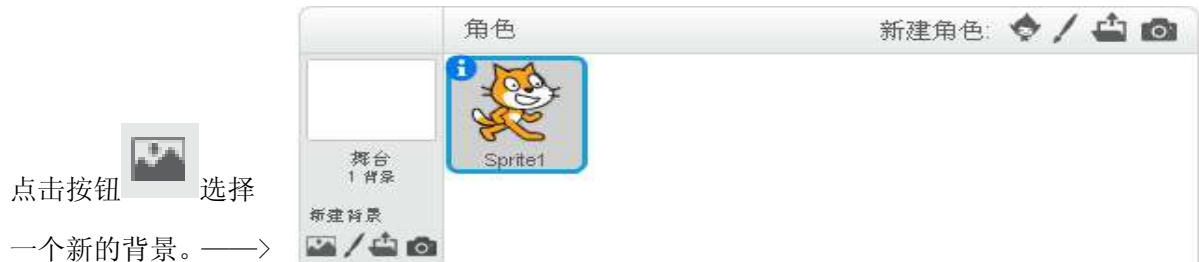 角色
新建角色:
Sprite1
舞台
1 背景
新建背景
点击按钮 选择
一个新的背景。——>